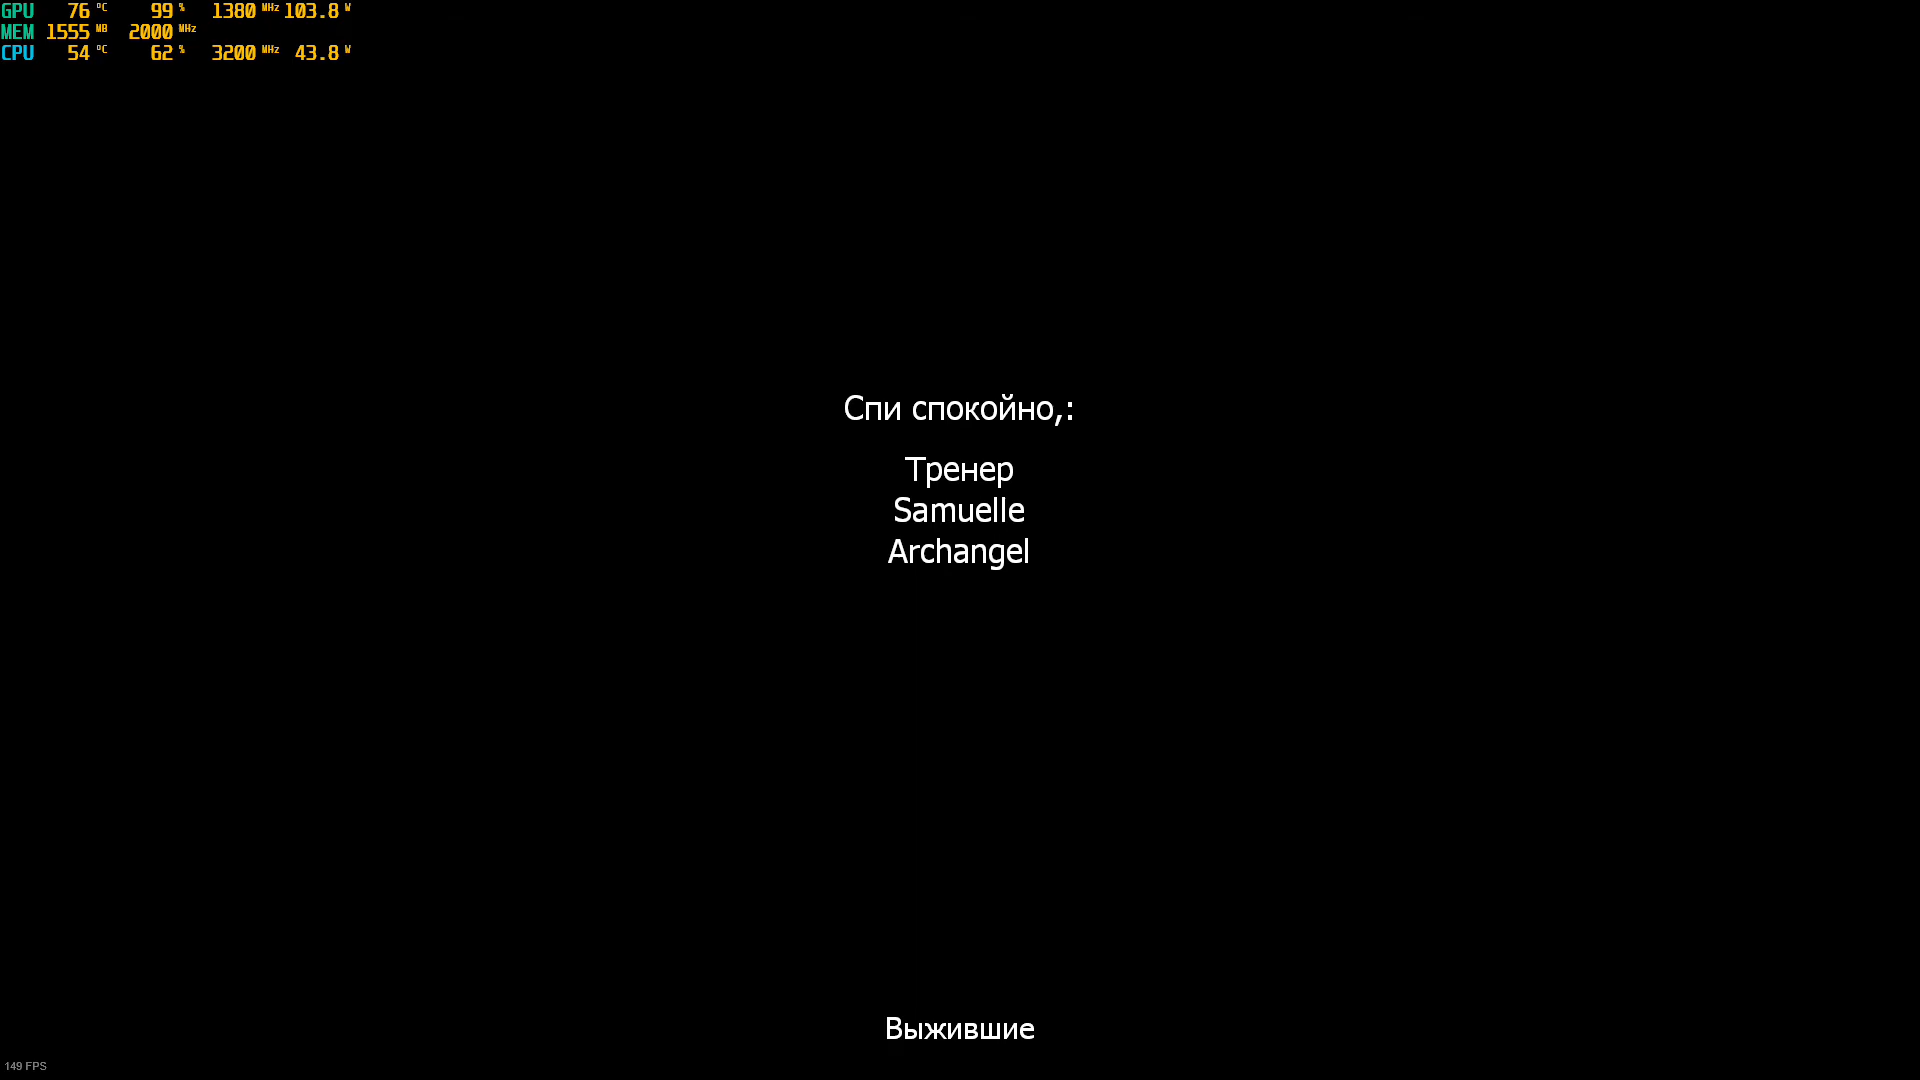 GPU 76 °C 99 % 1380 MHz 103.8 W
MEM 1555 MB 2000 MHz
CPU 54 °C 62 % 3200 MHz 43.8 W
Спи спокойно,:
Тренер
Samuelle
Archangel
Выжившие
149 FPS